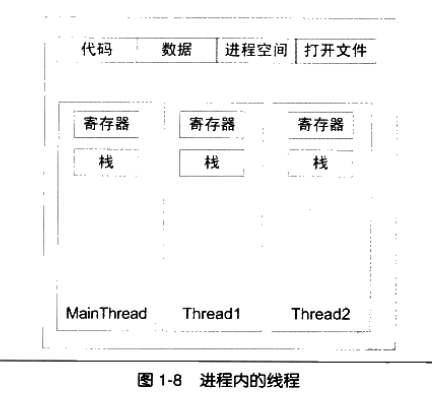 代码 数据 进程空间 打开文件
寄存器 寄存器 寄存器
栈 栈 栈
MainThread Thread1 Thread2
图 1-8 进程内的线程